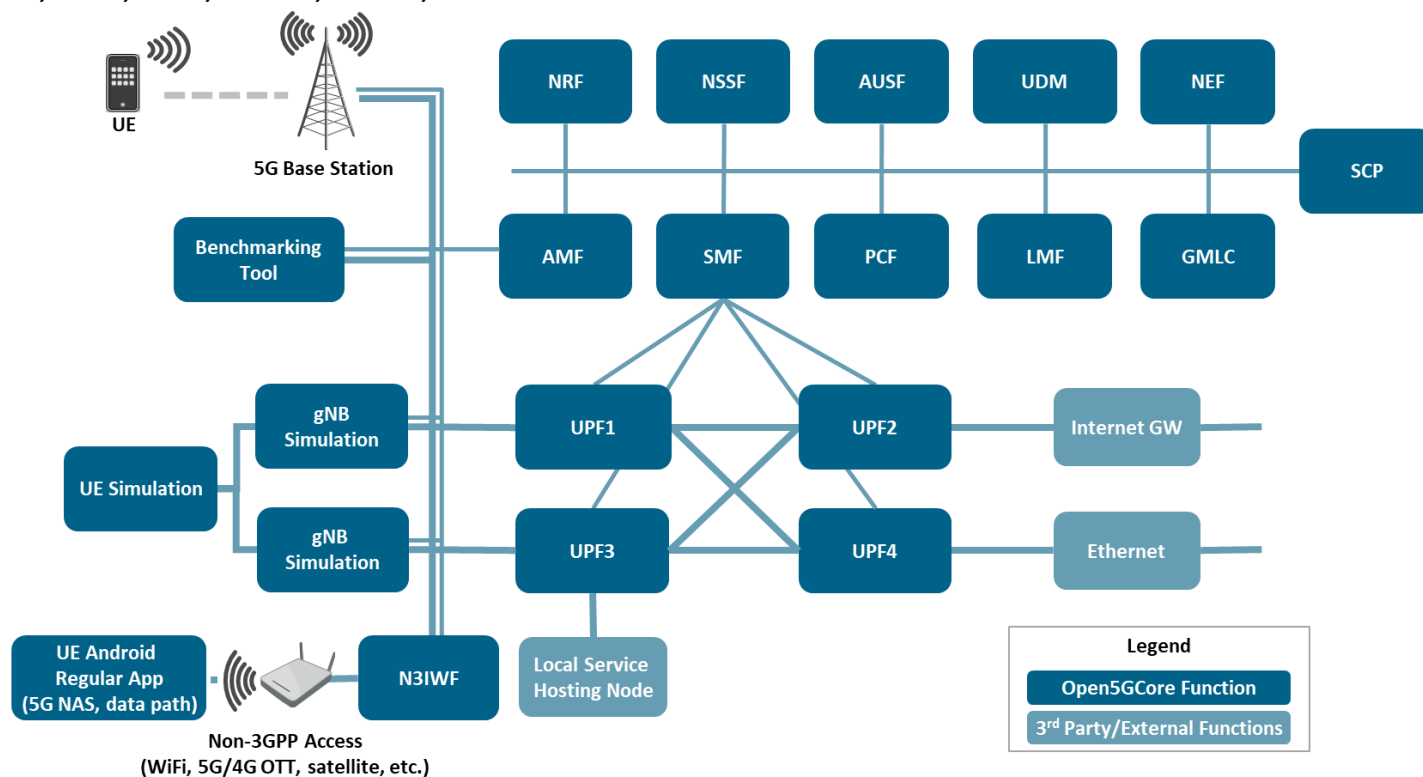 UE
5G Base Station
NRF
NSSF
AUSF
UDM
NEF
SCP
Benchmarking
Tool
AMF
SMF
PCF
LMF
GMLC
gNB
Simulation
UPF1
UPF2
Internet GW
UE Simulation
gNB
Simulation
UPF3
UPF4
Ethernet
UE Android
Regular App
(5G NAS, data path)
N3IWF
Local Service
Hosting Node
Non-3GPP Access
(WiFi, 5G/4G OTT, satellite, etc.)
Legend
Open5GCore Function
3rd Party/External Functions